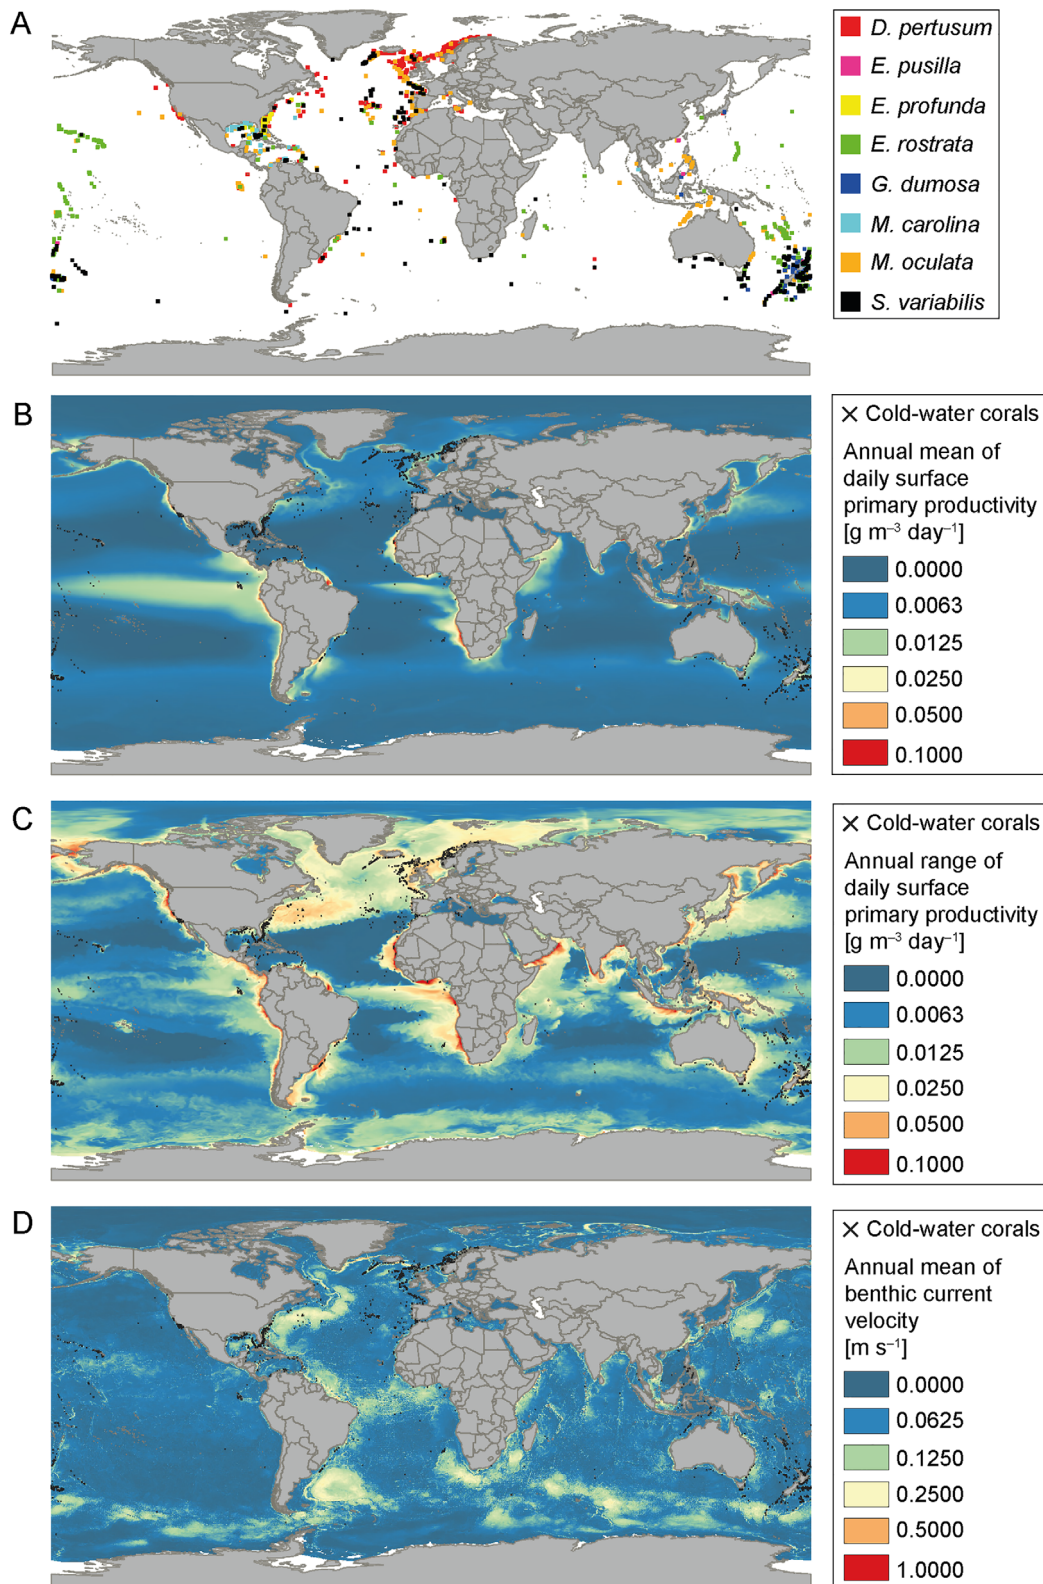 A
D. pertusum
E. pusilla
E. profunda
E. rostrata
G. dumosa
M. carolina
M. oculata
S. variabilis
B
× Cold-water corals
Annual mean of
daily surface
primary productivity
[g m⁻³ day⁻¹]
0.0000
0.0063
0.0125
0.0250
0.0500
0.1000
C
× Cold-water corals
Annual range of
daily surface
primary productivity
[g m⁻³ day⁻¹]
0.0000
0.0063
0.0125
0.0250
0.0500
0.1000
D
× Cold-water corals
Annual mean of
benthic current
velocity
[m s⁻¹]
0.0000
0.0625
0.1250
0.2500
0.5000
1.0000